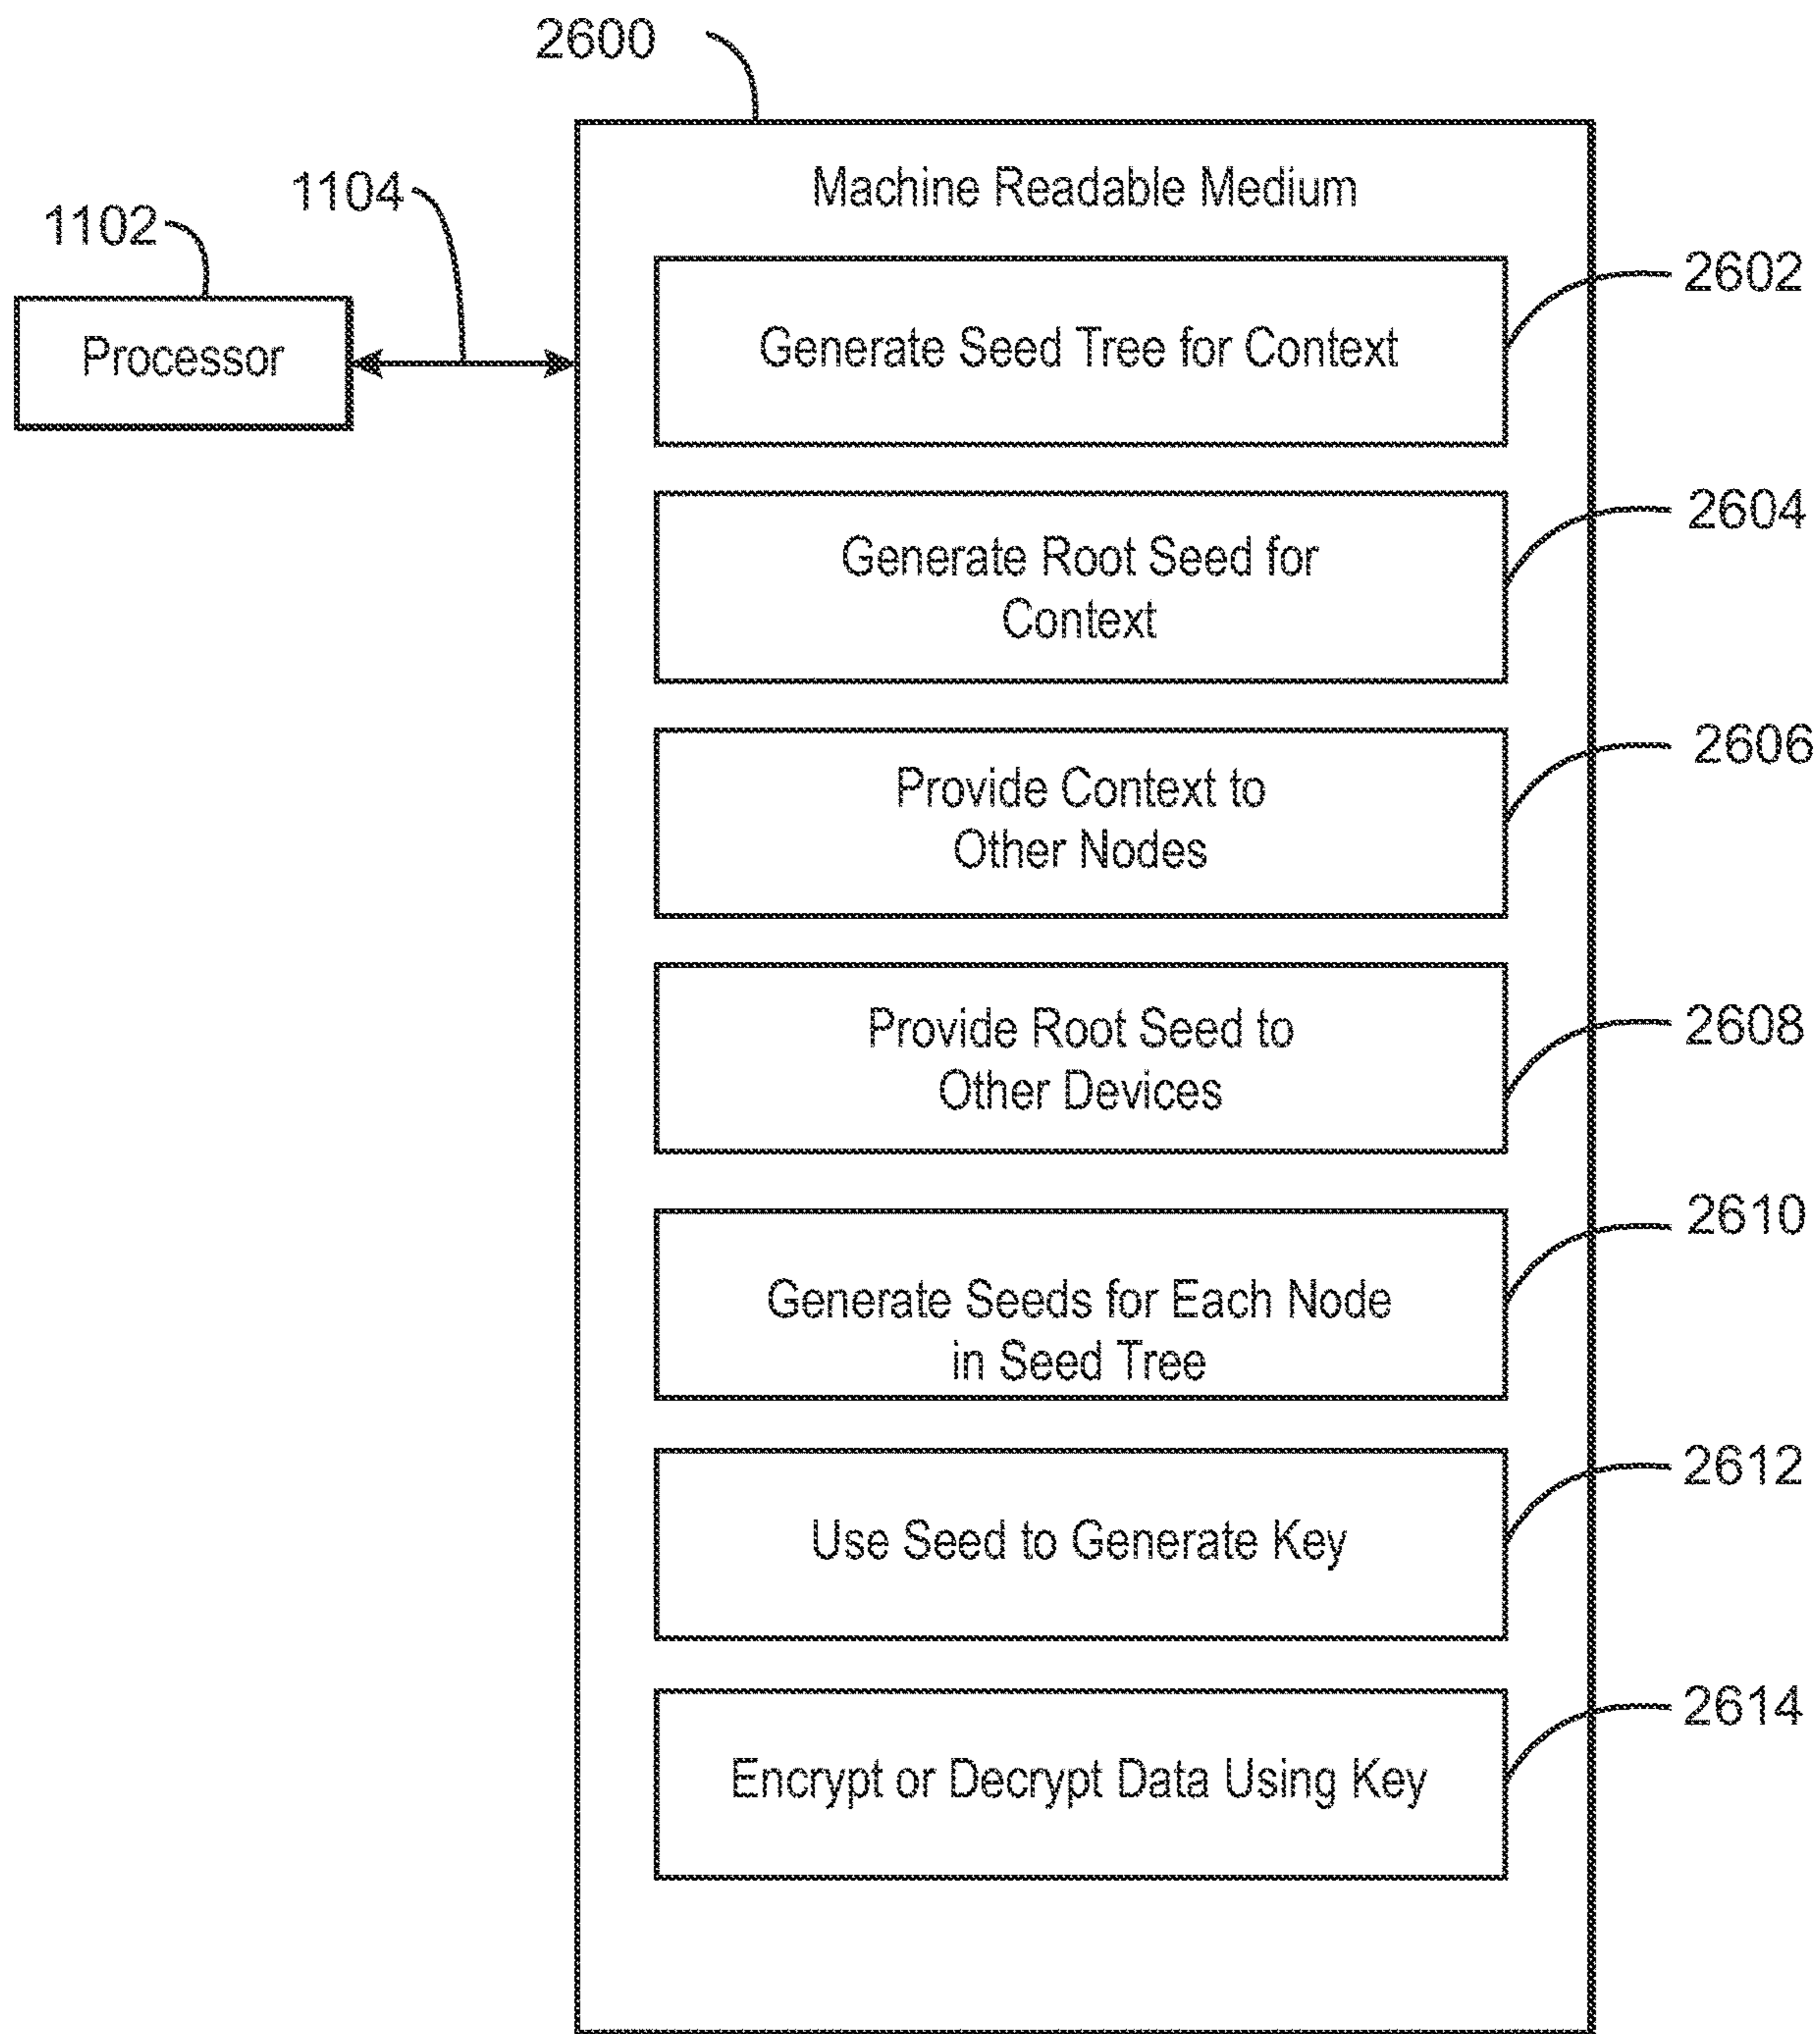 2600
Machine Readable Medium
1104
1102
Processor
2602
Generate Seed Tree for Context
2604
Generate Root Seed for
Context
2606
Provide Context to
Other Nodes
2608
Provide Root Seed to
Other Devices
2610
Generate Seeds for Each Node
in Seed Tree
2612
Use Seed to Generate Key
2614
Encrypt or Decrypt Data Using Key